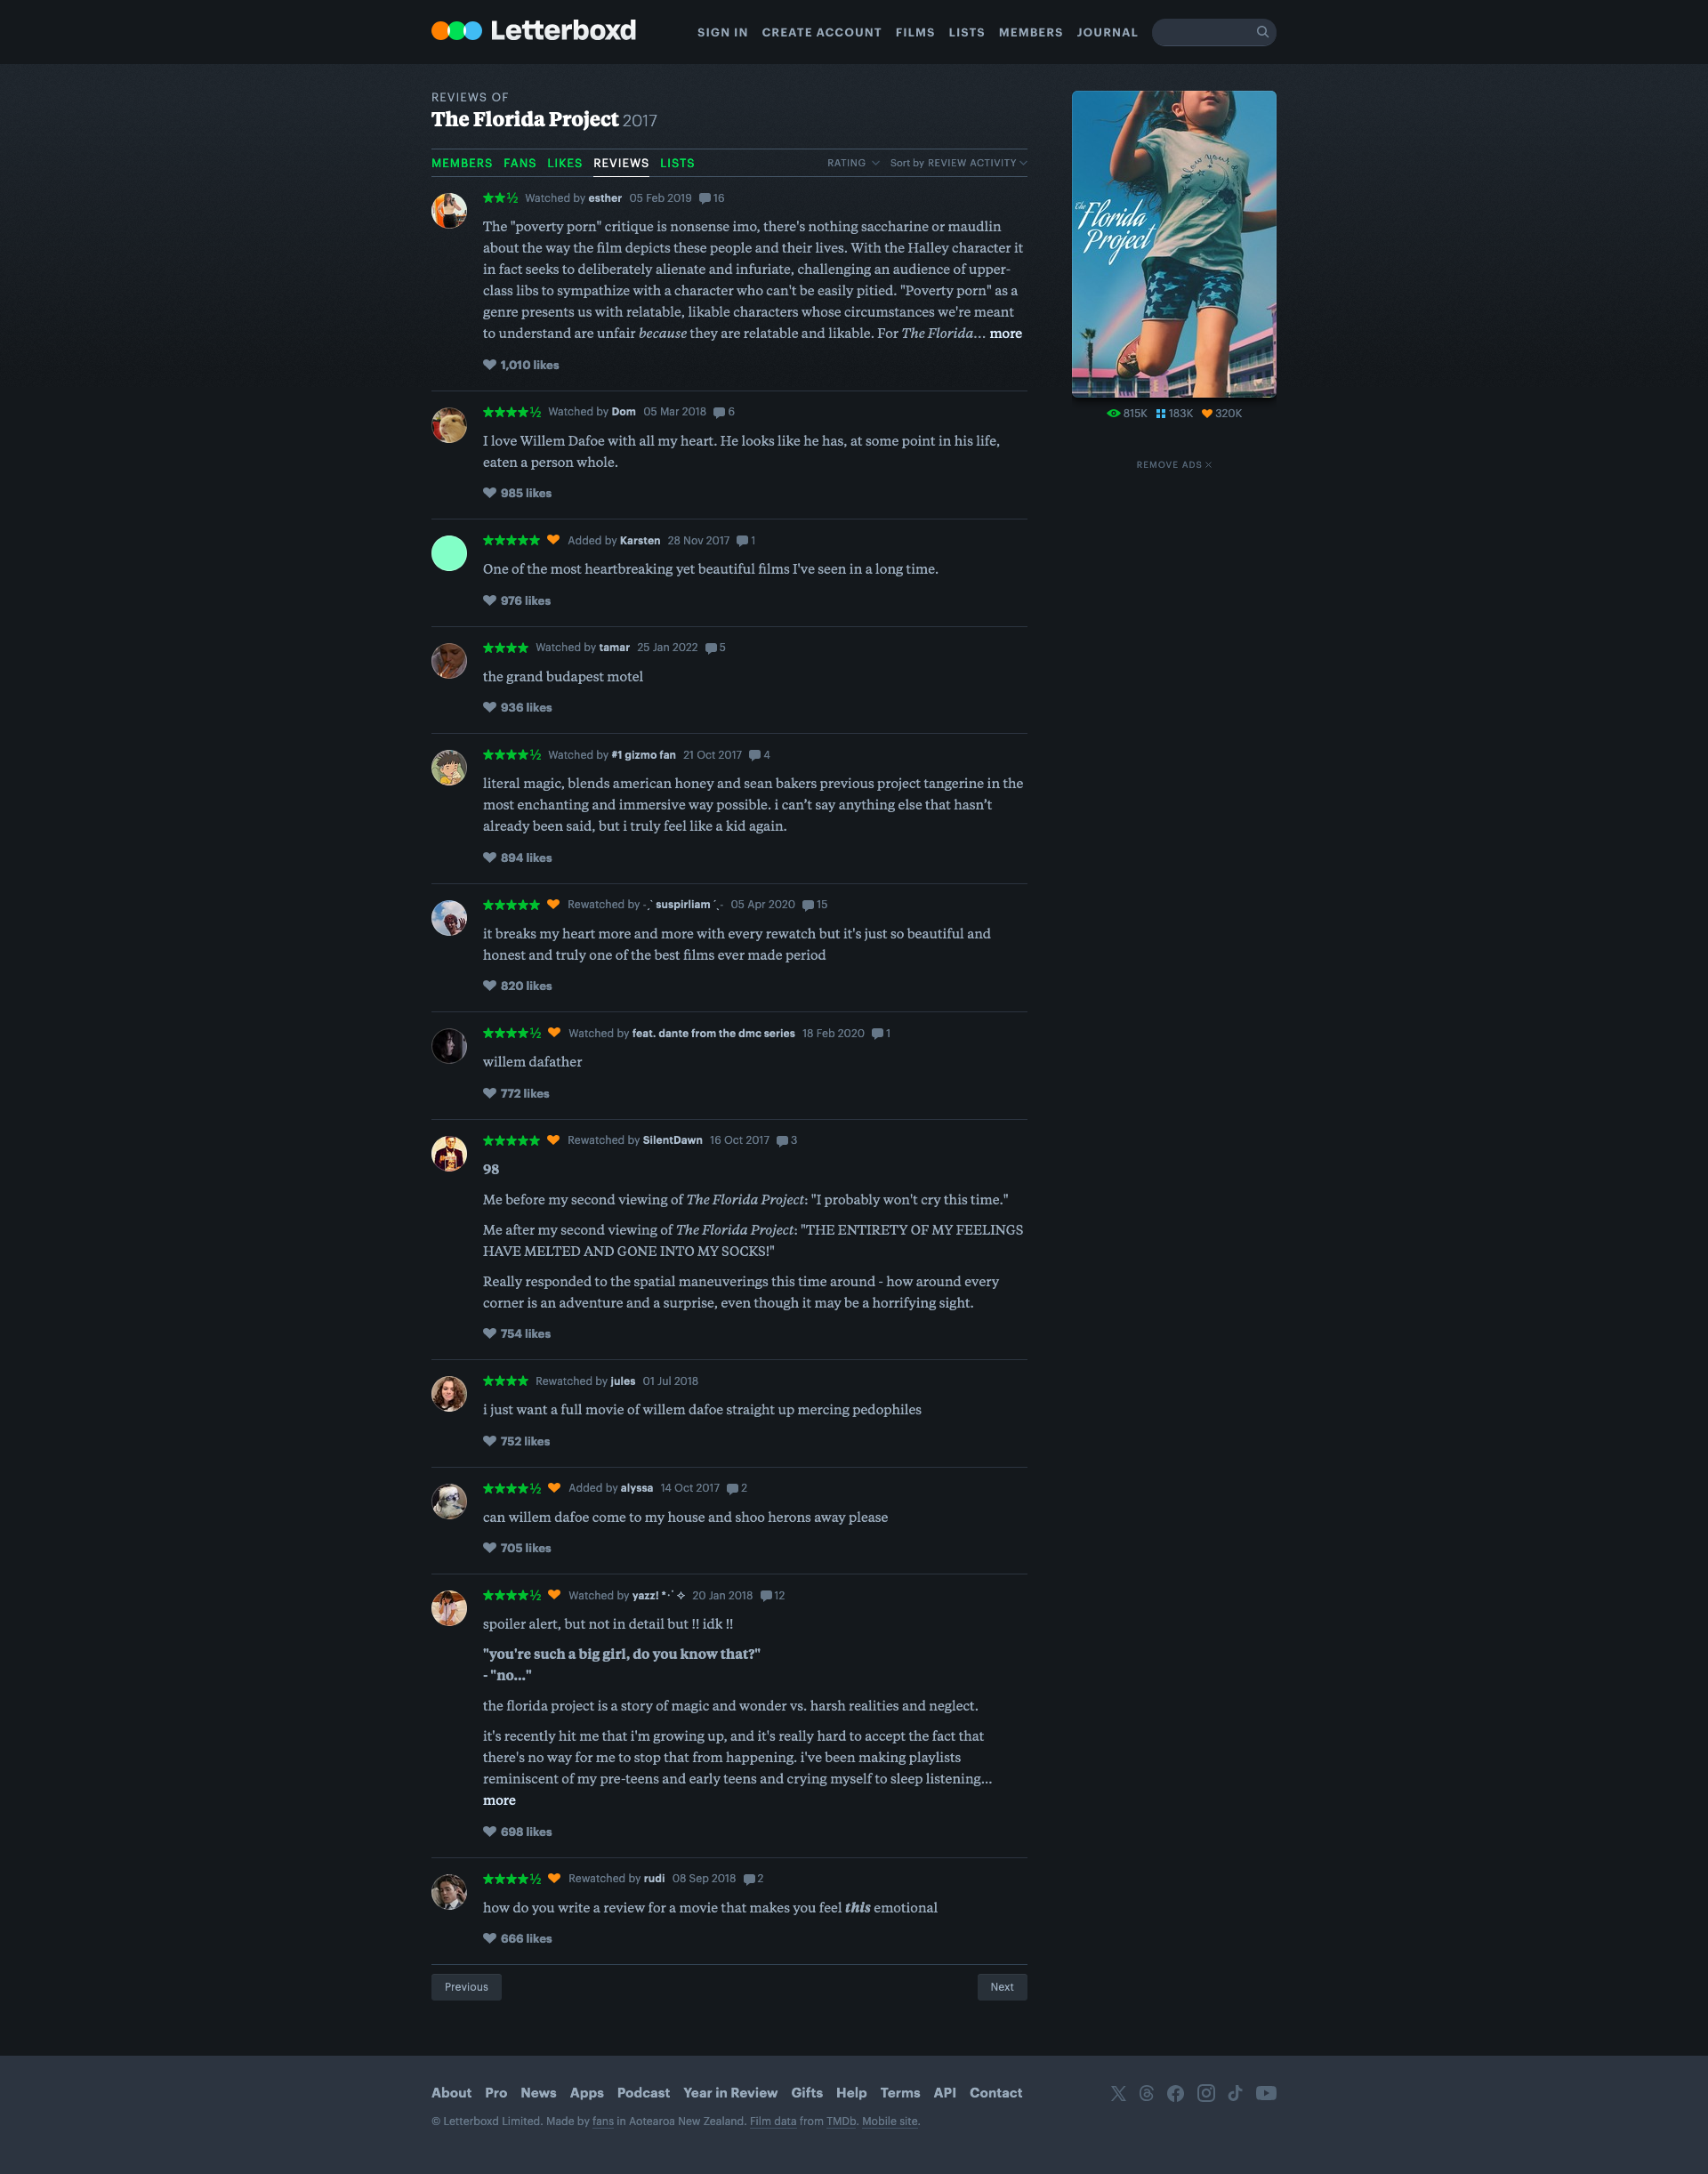 Letterboxd
SIGN IN CREATE ACCOUNT FILMS LISTS MEMBERS JOURNAL
REVIEWS OF
The Florida Project 2017
MEMBERS FANS LIKES REVIEWS LISTS
RATING Sort by REVIEW ACTIVITY
★★½ Watched by esther 05 Feb 2019 16
The "poverty porn" critique is nonsense imo, there's nothing saccharine or maudlin
about the way the film depicts these people and their lives. With the Halley character it
in fact seeks to deliberately alienate and infuriate, challenging an audience of upper-
class libs to sympathize with a character who can't be easily pitied. "Poverty porn" as a
genre presents us with relatable, likable characters whose circumstances we're meant
to understand are unfair because they are relatable and likable. For The Florida… more
1,010 likes
★★★★½ Watched by Dom 05 Mar 2018 6
I love Willem Dafoe with all my heart. He looks like he has, at some point in his life,
eaten a person whole.
985 likes
★★★★★ Added by Karsten 28 Nov 2017 1
One of the most heartbreaking yet beautiful films I've seen in a long time.
976 likes
★★★★ Watched by tamar 25 Jan 2022 5
the grand budapest motel
936 likes
★★★★½ Watched by #1 gizmo fan 21 Oct 2017 4
literal magic, blends american honey and sean bakers previous project tangerine in the
most enchanting and immersive way possible. i can’t say anything else that hasn’t
already been said, but i truly feel like a kid again.
894 likes
★★★★★ Rewatched by -ˏˋ suspirliam ˊˎ- 05 Apr 2020 15
it breaks my heart more and more with every rewatch but it's just so beautiful and
honest and truly one of the best films ever made period
820 likes
★★★★½ Watched by feat. dante from the dmc series 18 Feb 2020 1
willem dafather
772 likes
★★★★★ Rewatched by SilentDawn 16 Oct 2017 3
98
Me before my second viewing of The Florida Project: "I probably won't cry this time."
Me after my second viewing of The Florida Project: "THE ENTIRETY OF MY FEELINGS
HAVE MELTED AND GONE INTO MY SOCKS!"
Really responded to the spatial maneuverings this time around - how around every
corner is an adventure and a surprise, even though it may be a horrifying sight.
754 likes
★★★★ Rewatched by jules 01 Jul 2018
i just want a full movie of willem dafoe straight up mercing pedophiles
752 likes
★★★★½ Added by alyssa 14 Oct 2017 2
can willem dafoe come to my house and shoo herons away please
705 likes
★★★★½ Watched by yazz! *･ﾟ✧ 20 Jan 2018 12
spoiler alert, but not in detail but !! idk !!
"you're such a big girl, do you know that?"
- "no..."
the florida project is a story of magic and wonder vs. harsh realities and neglect.
it's recently hit me that i'm growing up, and it's really hard to accept the fact that
there's no way for me to stop that from happening. i've been making playlists
reminiscent of my pre-teens and early teens and crying myself to sleep listening…
more
698 likes
★★★★½ Rewatched by rudi 08 Sep 2018 2
how do you write a review for a movie that makes you feel this emotional
666 likes
Previous Next
The Florida
Project
815K 183K 320K
REMOVE ADS
About Pro News Apps Podcast Year in Review Gifts Help Terms API Contact
© Letterboxd Limited. Made by fans in Aotearoa New Zealand. Film data from TMDb. Mobile site.